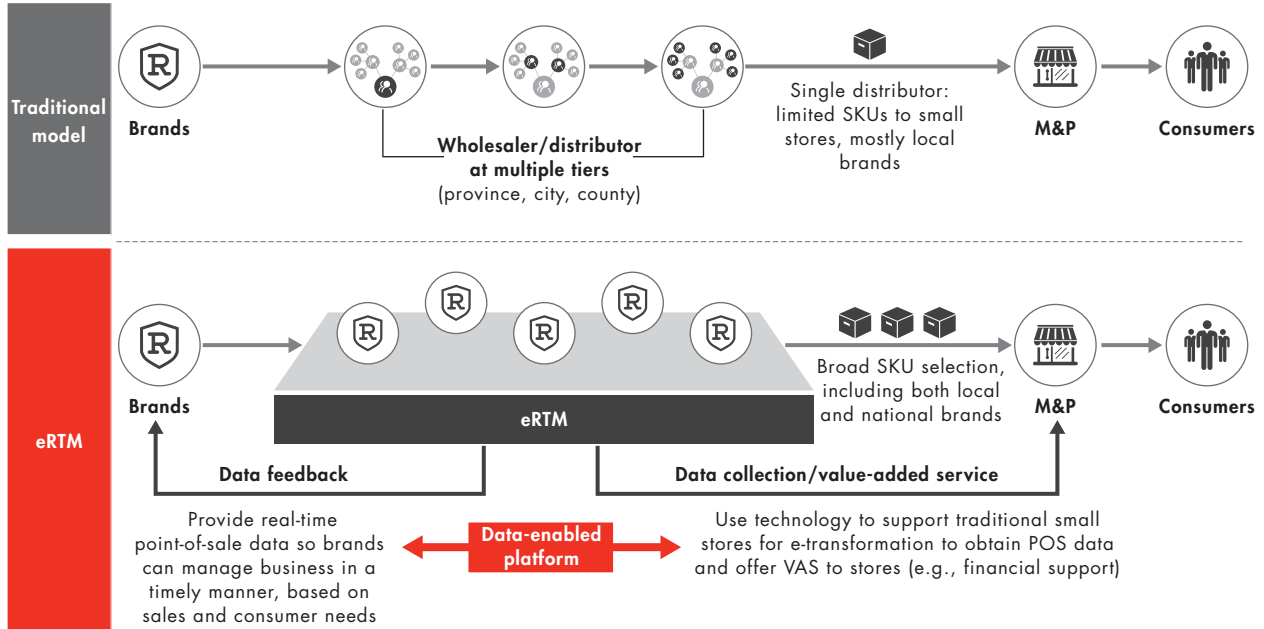 Traditional
model
R
Brands
Wholesaler/distributor
at multiple tiers
(province, city, county)
Single distributor:
limited SKUs to small
stores, mostly local
brands
M&P
Consumers
eRTM
R
Brands
R
R
R
R
R
eRTM
Broad SKU selection,
including both local
and national brands
M&P
Consumers
Data feedback
Data collection/value-added service
Provide real-time
point-of-sale data so brands
can manage business in a
timely manner, based on
sales and consumer needs
Data-enabled
platform
Use technology to support traditional small
stores for e-transformation to obtain POS data
and offer VAS to stores (e.g., financial support)